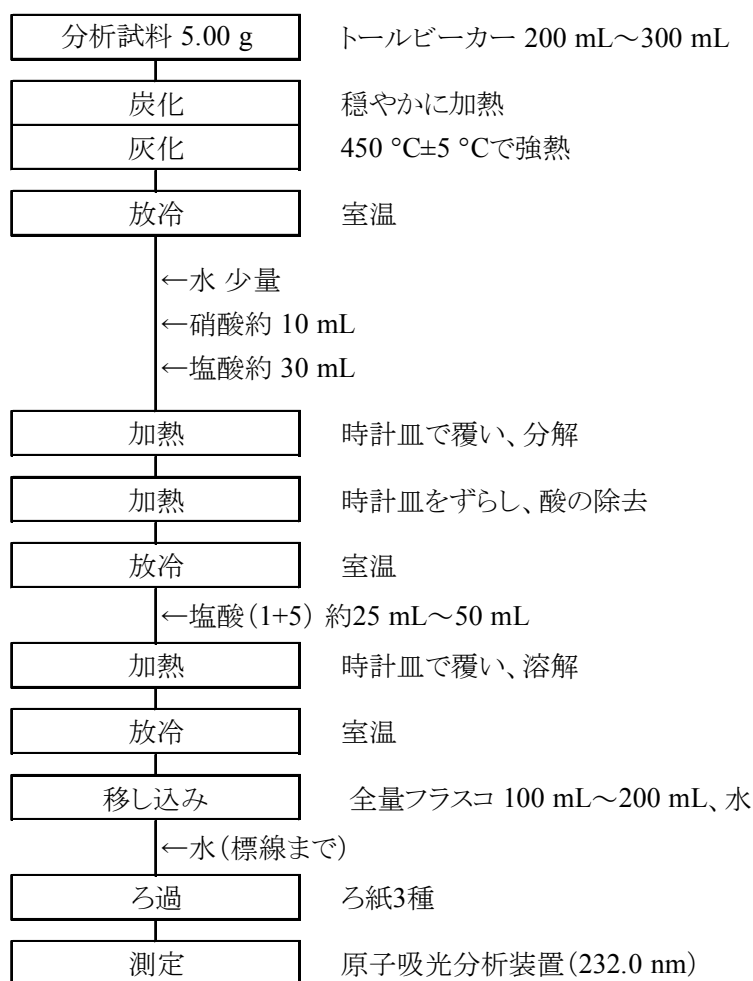 分析試料 5.00 g トールビーカー 200 mL～300 mL
炭化 穏やかに加熱
灰化 450 °C±5 °Cで強熱
放冷 室温
←水 少量
←硝酸約 10 mL
←塩酸約 30 mL
加熱 時計皿で覆い、分解
加熱 時計皿をずらし、酸の除去
放冷 室温
←塩酸（1+5） 約25 mL～50 mL
加熱 時計皿で覆い、溶解
放冷 室温
移し込み 全量フラスコ 100 mL～200 mL、水
←水（標線まで）
ろ過 ろ紙3種
測定 原子吸光分析装置（232.0 nm）